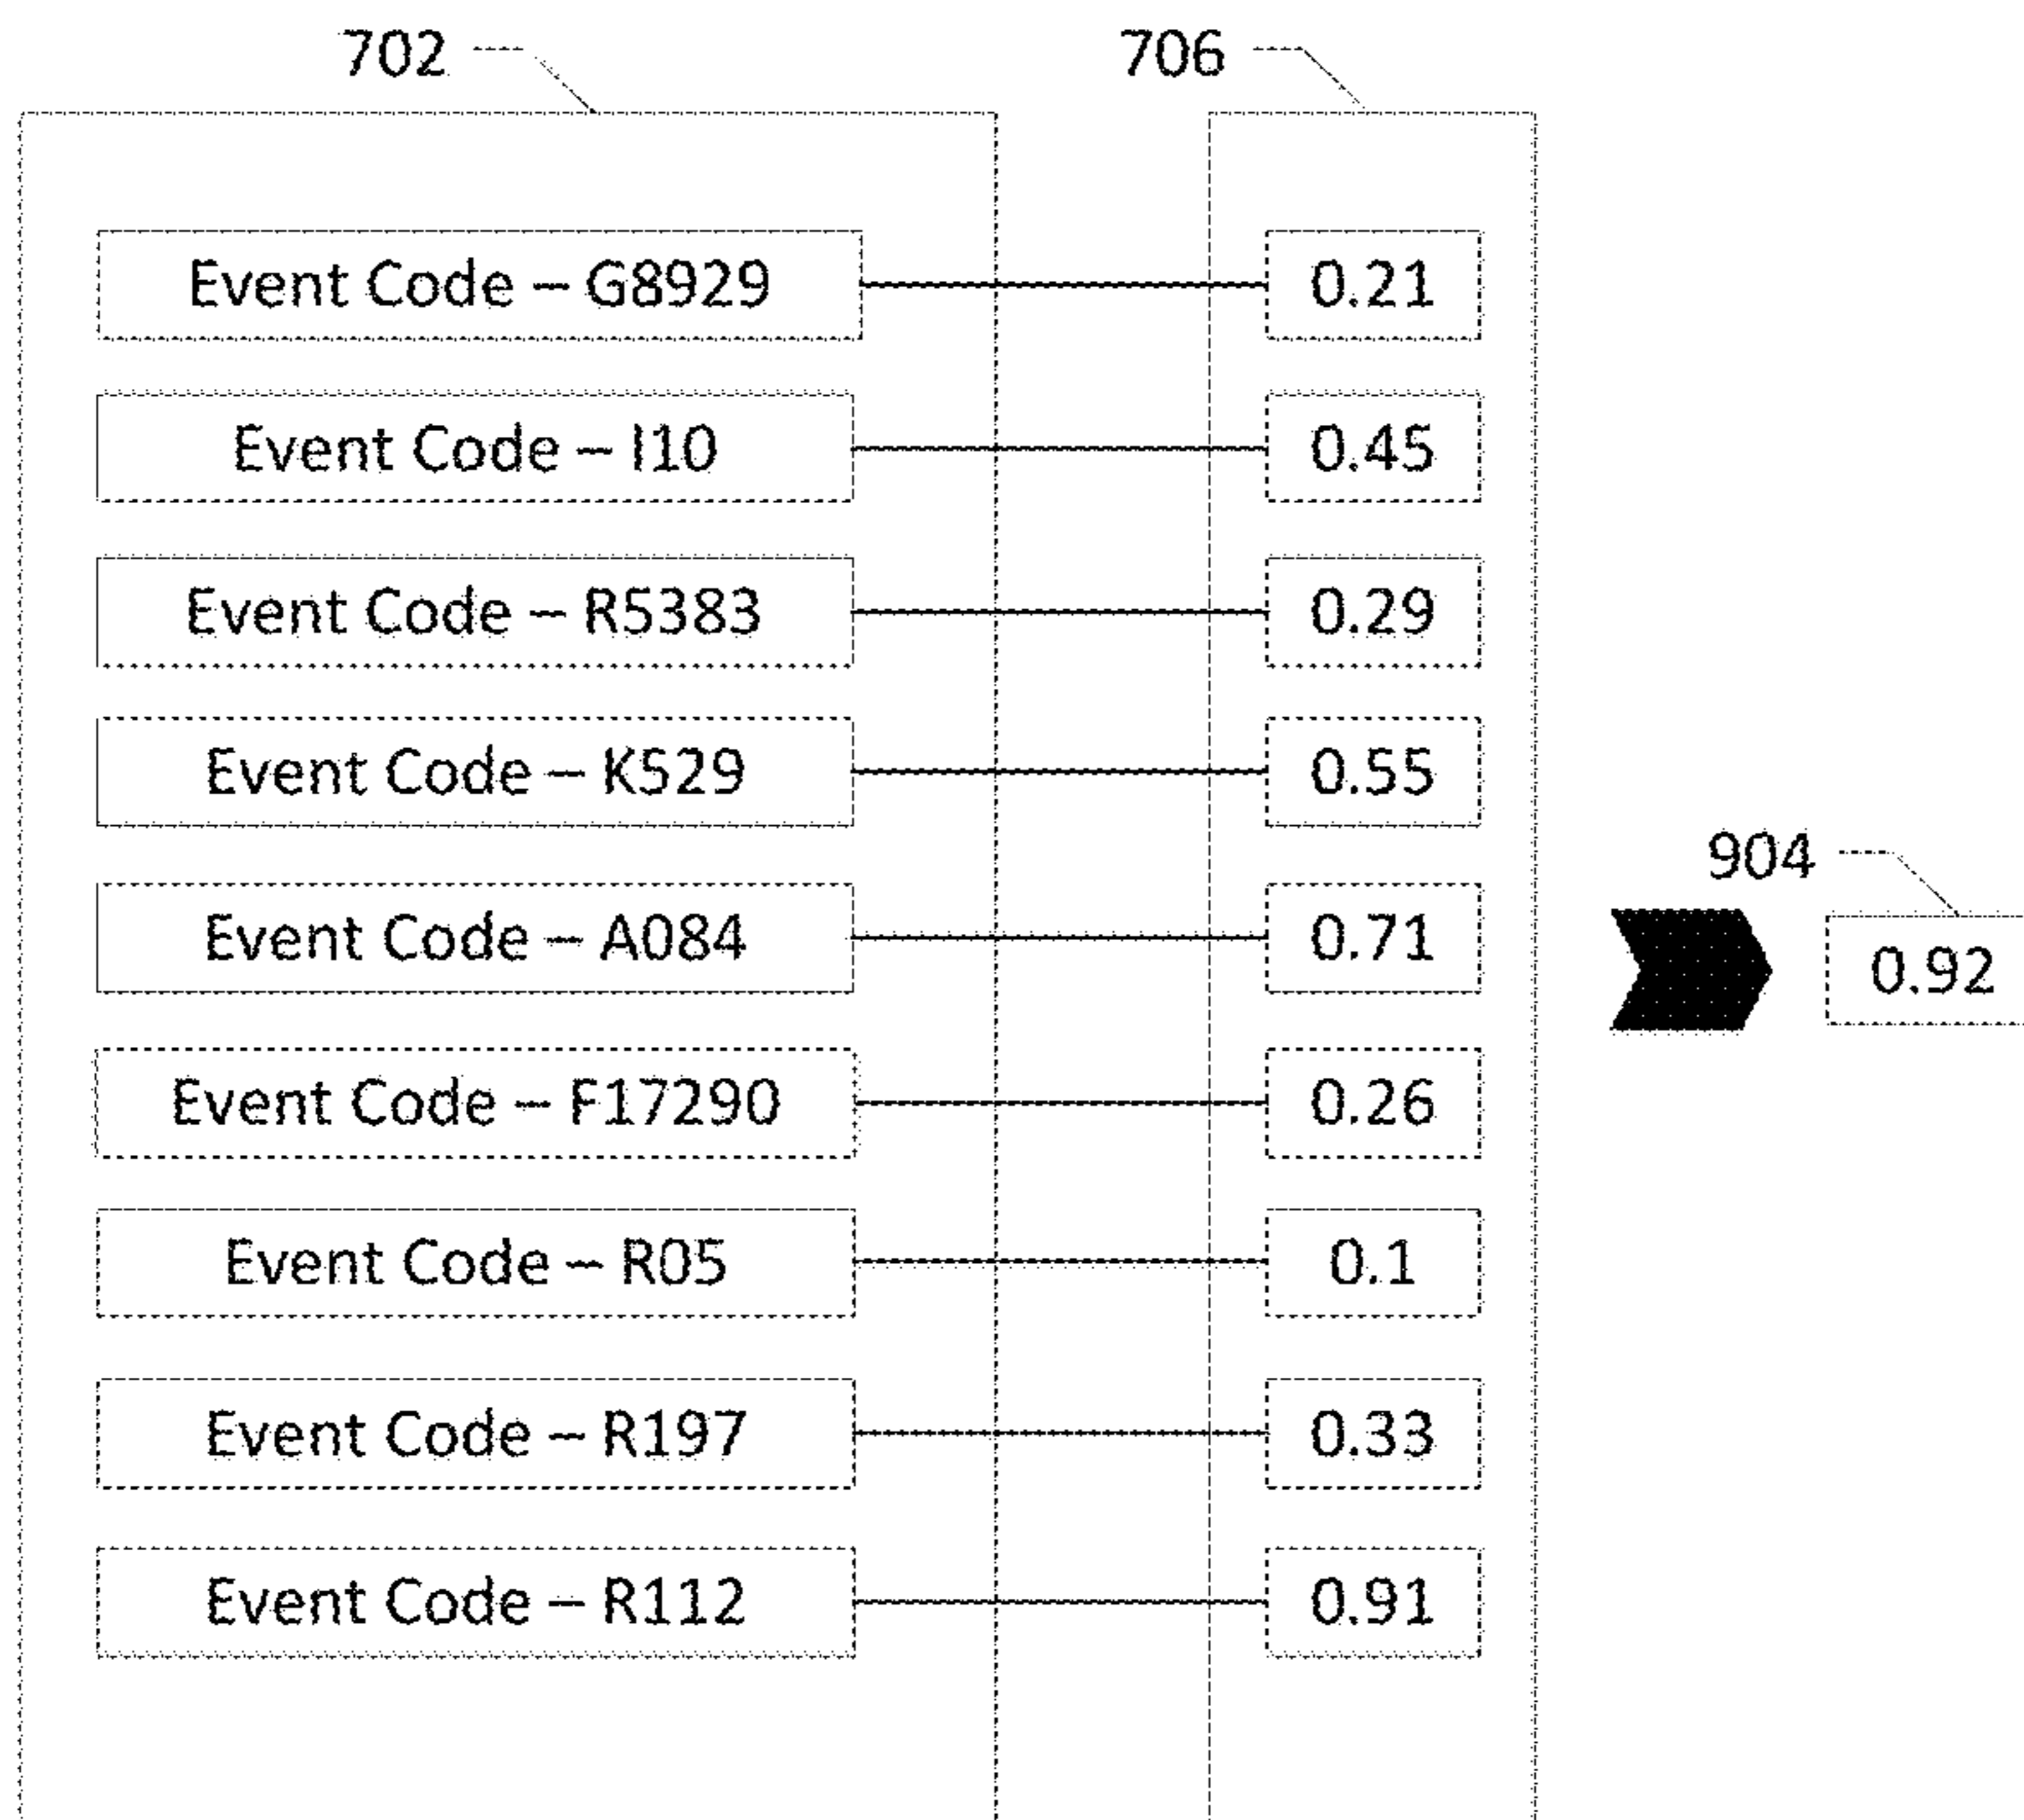 702 706
Event Code – G8929 0.21
Event Code – I10 0.45
Event Code – R5383 0.29
Event Code – K529 0.55
904
Event Code – A084 0.71
0.92
Event Code – F17290 0.26
Event Code – R05 0.1
Event Code – R197 0.33
Event Code – R112 0.91